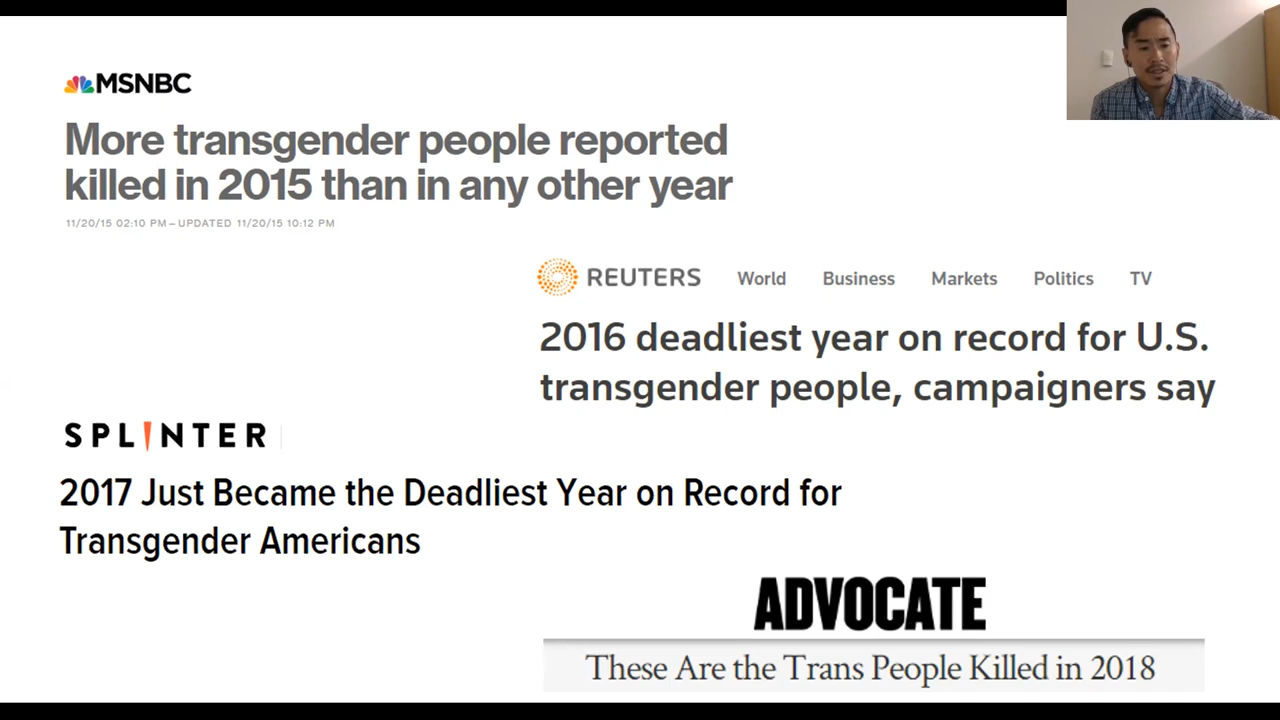 MSNBC
More transgender people reported
killed in 2015 than in any other year
11/20/15 02:10 PM—UPDATED 11/20/15 10:12 PM
REUTERS World Business Markets Politics TV
2016 deadliest year on record for U.S.
transgender people, campaigners say
SPLINTER
2017 Just Became the Deadliest Year on Record for
Transgender Americans
ADVOCATE
These Are the Trans People Killed in 2018